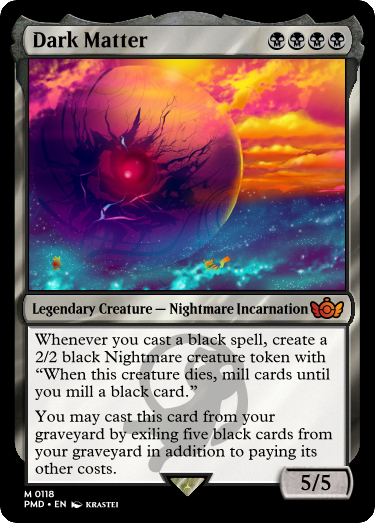 Dark Matter
Legendary Creature — Nightmare Incarnation
Whenever you cast a black spell, create a
2/2 black Nightmare creature token with
“When this creature dies, mill cards until
you mill a black card.”
You may cast this card from your
graveyard by exiling five black cards from
your graveyard in addition to paying its
other costs.
5/5
M 0118
PMD • EN KRASTEI